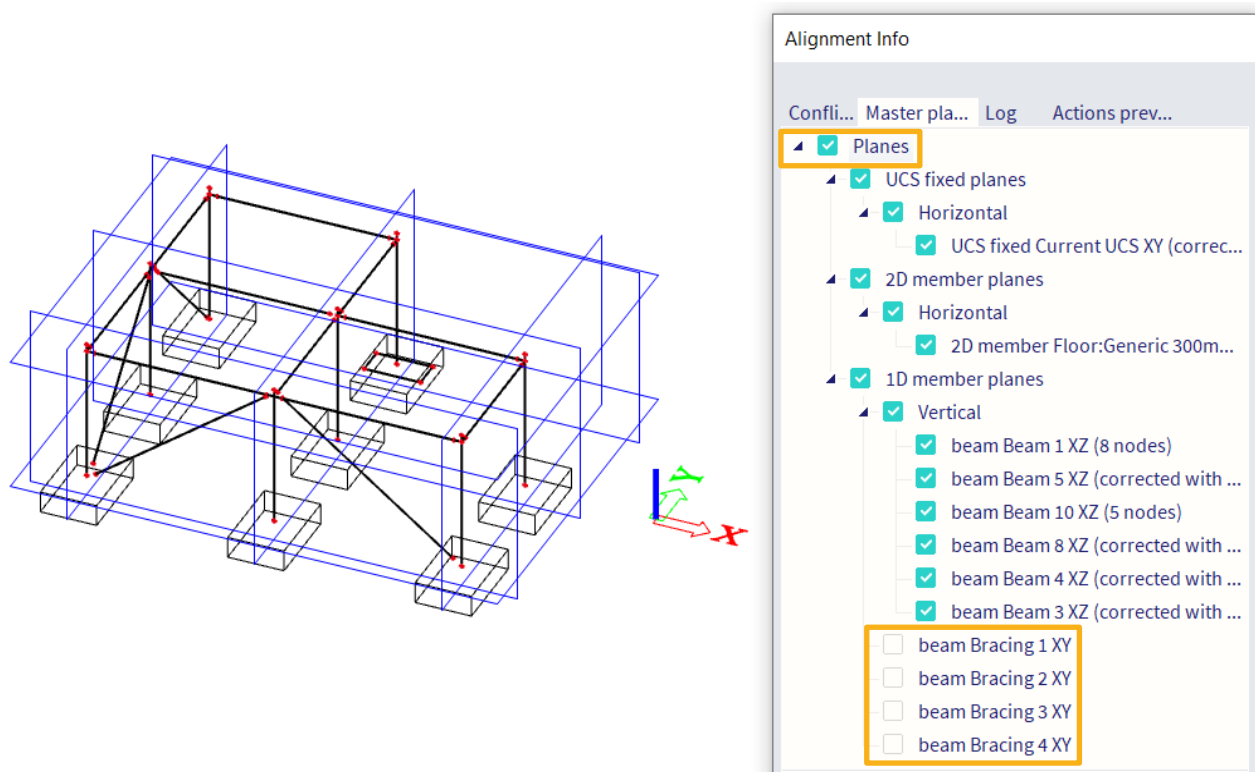 Alignment Info
Confli... Master pla... Log Actions prev...
Planes
UCS fixed planes
Horizontal
UCS fixed Current UCS XY (correc...
2D member planes
Horizontal
2D member Floor:Generic 300m...
1D member planes
Vertical
beam Beam 1 XZ (8 nodes)
beam Beam 5 XZ (corrected with ...
beam Beam 10 XZ (5 nodes)
beam Beam 8 XZ (corrected with ...
beam Beam 4 XZ (corrected with ...
beam Beam 3 XZ (corrected with ...
beam Bracing 1 XY
beam Bracing 2 XY
beam Bracing 3 XY
beam Bracing 4 XY
Y
X